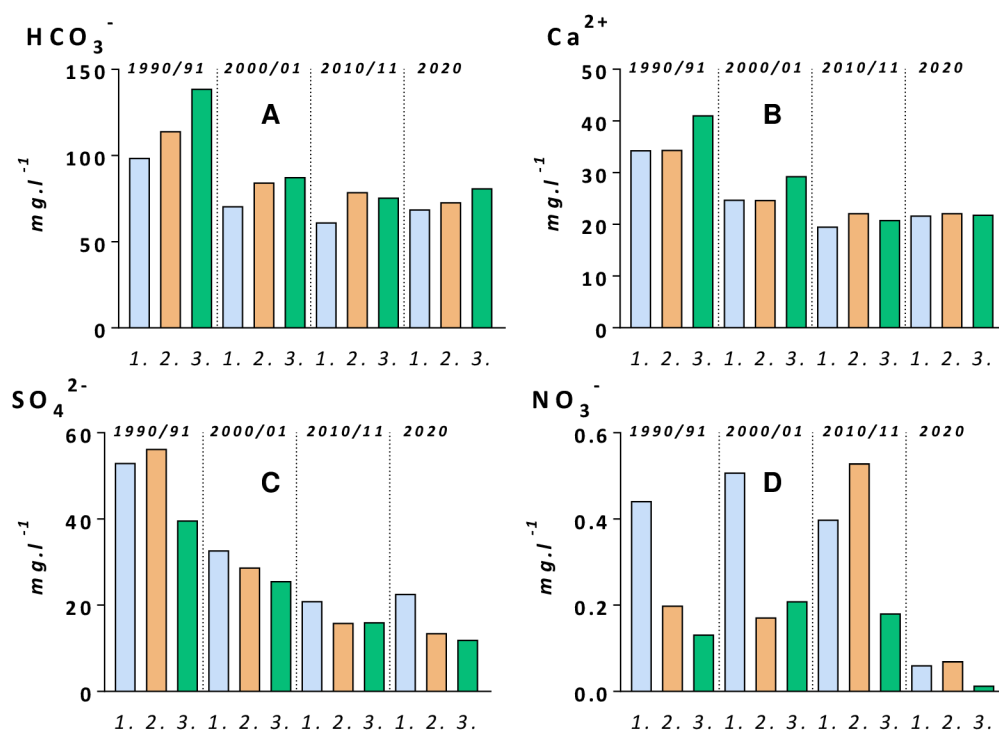 HCO₃⁻
1990/91 2000/01 2010/11 2020
A
150
100
50
0
mg.l⁻¹
1. 2. 3. 1. 2. 3. 1. 2. 3. 1. 2. 3.
Ca²⁺
1990/91 2000/01 2010/11 2020
B
50
40
30
20
10
0
mg.l⁻¹
1. 2. 3. 1. 2. 3. 1. 2. 3. 1. 2. 3.
SO₄²⁻
1990/91 2000/01 2010/11 2020
C
60
40
20
0
mg.l⁻¹
1. 2. 3. 1. 2. 3. 1. 2. 3. 1. 2. 3.
NO₃⁻
1990/91 2000/01 2010/11 2020
D
0.6
0.4
0.2
0.0
mg.l⁻¹
1. 2. 3. 1. 2. 3. 1. 2. 3. 1. 2. 3.